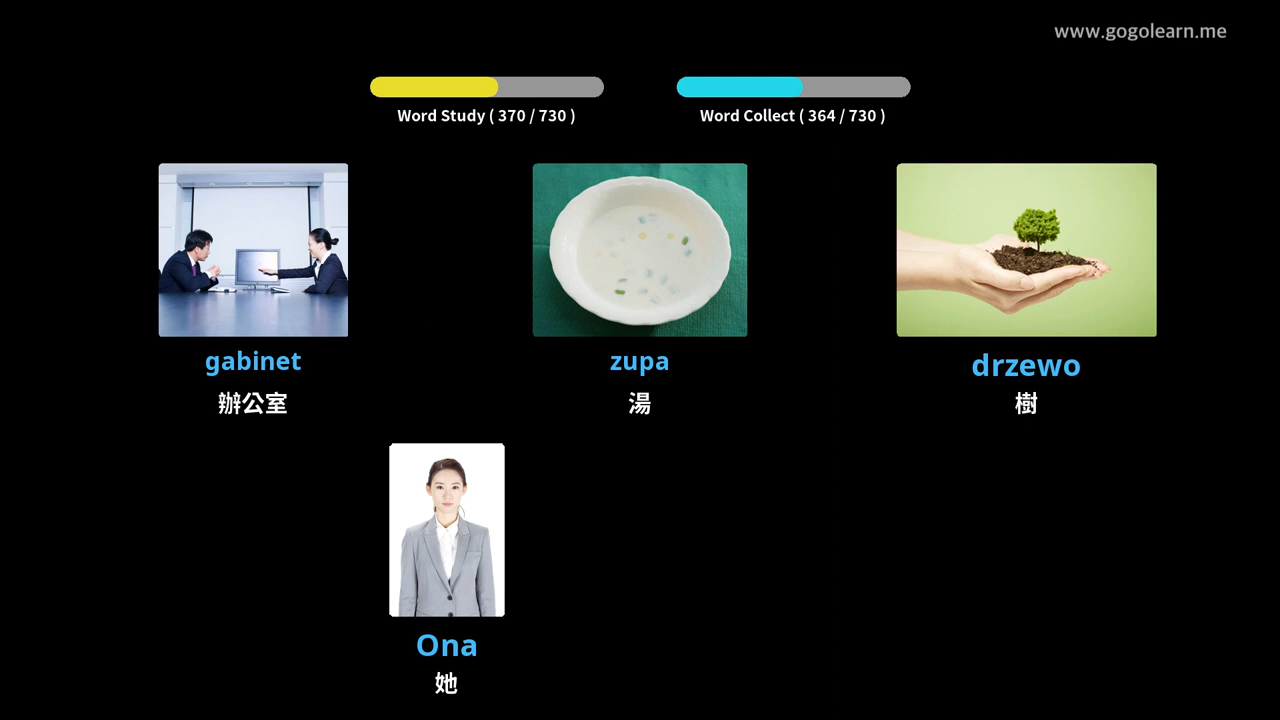 www.gogolearn.me
Word Study ( 370 / 730 )
Word Collect ( 364 / 730 )
gabinet
辦公室
zupa
湯
drzewo
樹
Ona
她